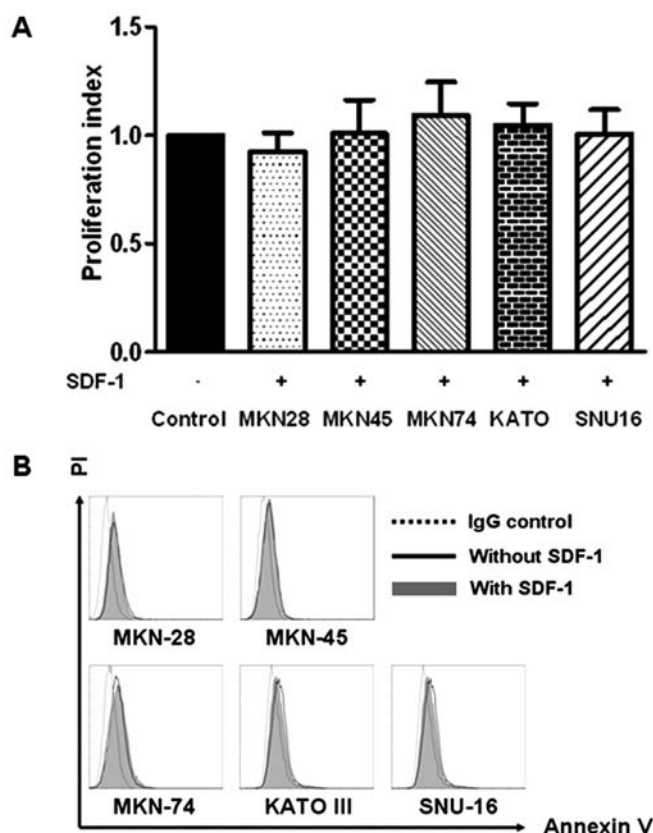 A
Proliferation index
1.5
1.0
0.5
0.0
SDF-1 - + + + + +
Control MKN28 MKN45 MKN74 KATO SNU16
B
PI
IgG control
Without SDF-1
With SDF-1
MKN-28 MKN-45
MKN-74 KATO III SNU-16
Annexin V